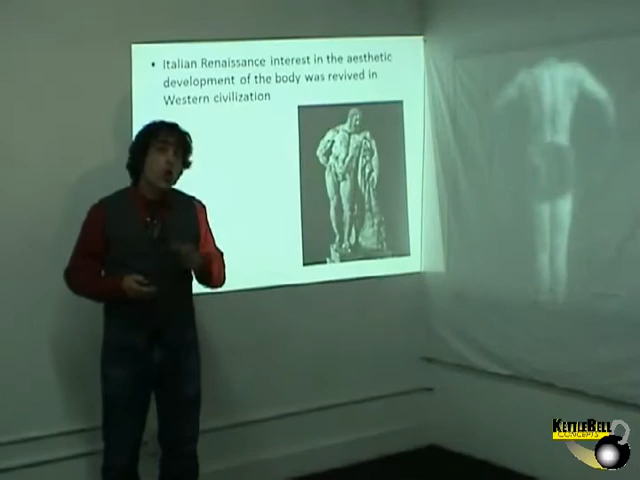 • Italian Renaissance interest in the aesthetic
development of the body was revived in
Western civilization
KETTLEBELL
CONCEPTS